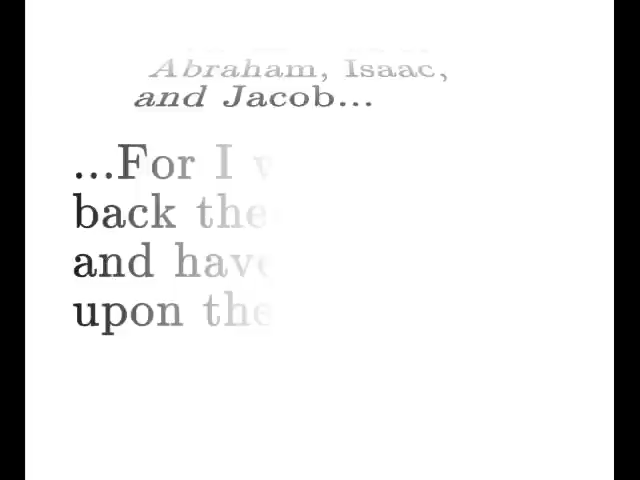 Abraham, Isaac,
and Jacob...
...For I
back the
and have
upon the